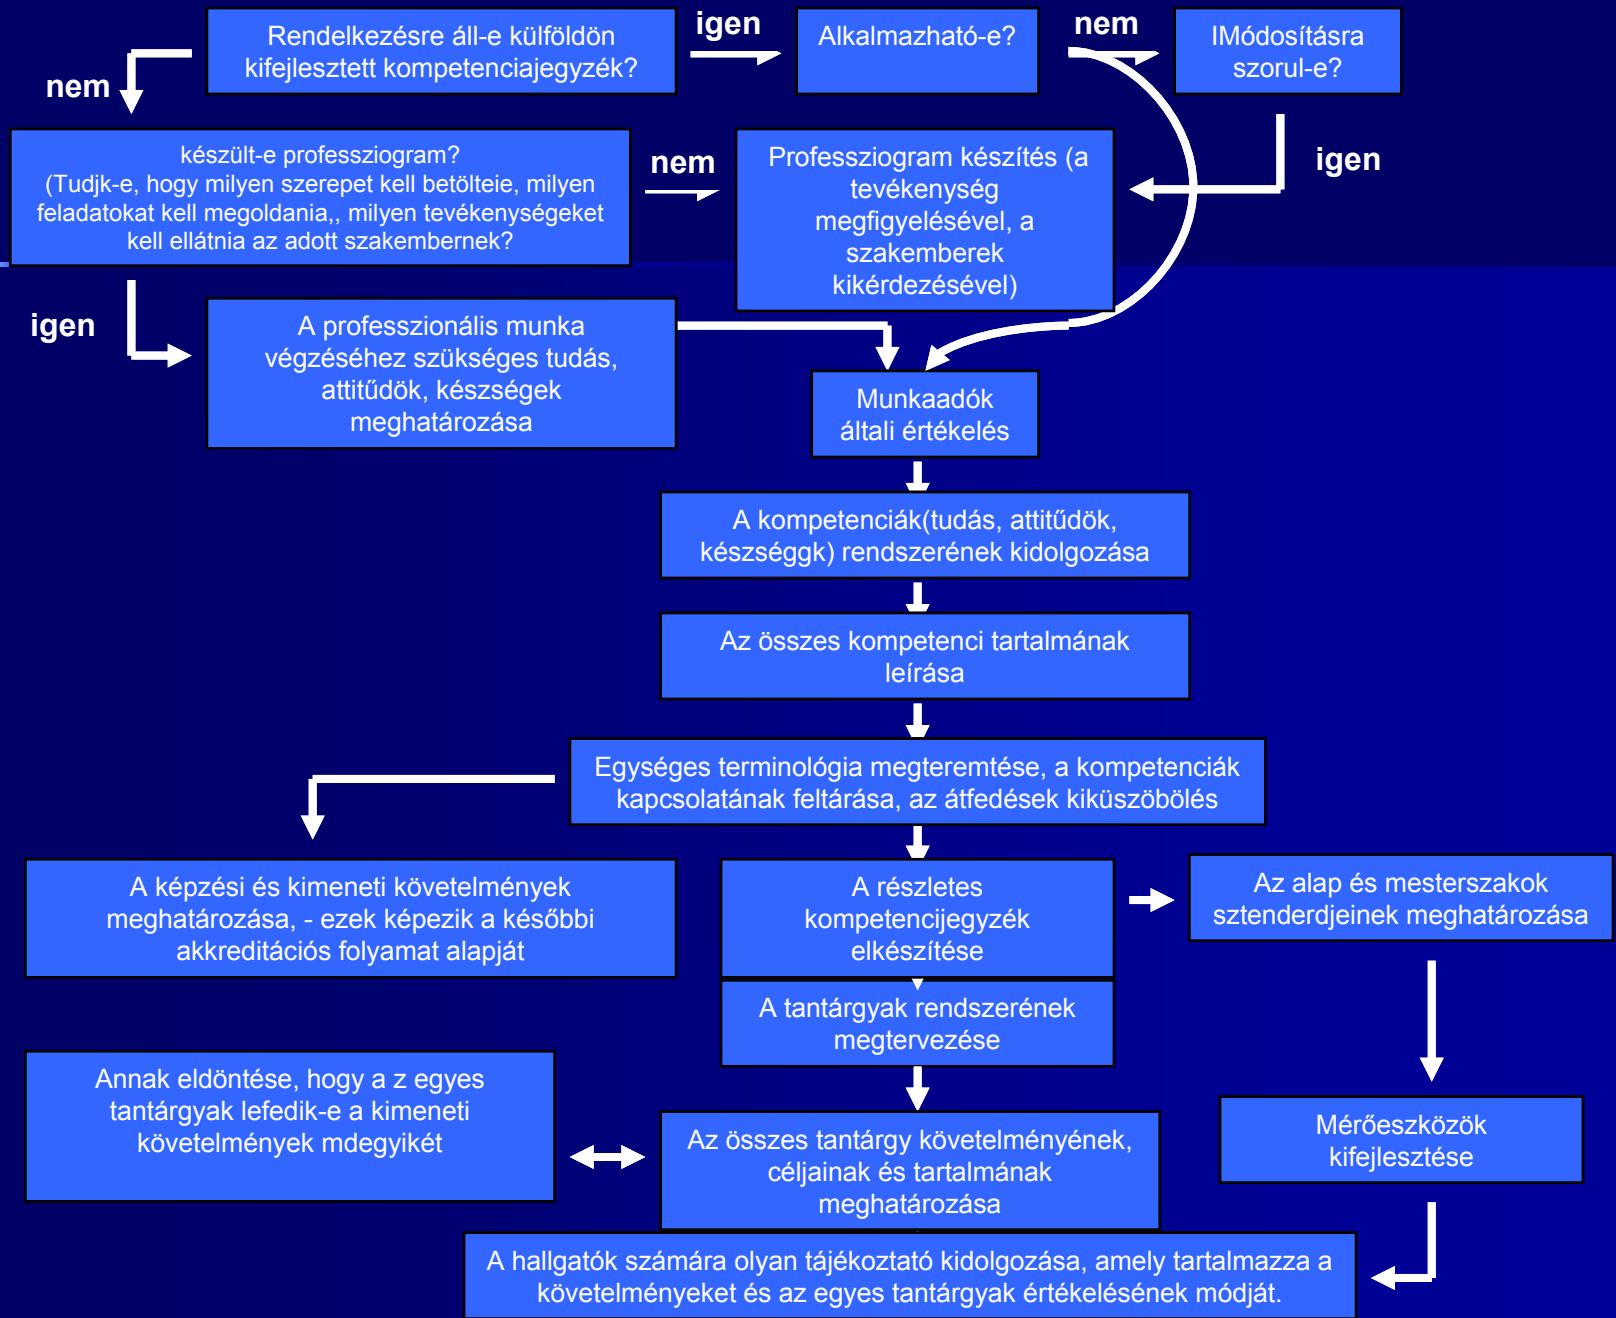 Rendelkezésre áll-e külföldön
kifejlesztett kompetenciajegyzék?
igen
Alkalmazható-e?
nem
IMódosításra
szorul-e?
nem
igen
készült-e professziogram?
(Tudjk-e, hogy milyen szerepet kell betölteie, milyen
feladatokat kell megoldania,, milyen tevékenységeket
kell ellátnia az adott szakembernek?
nem
Professziogram készítés (a
tevékenység
megfigyelésével, a
szakemberek
kikérdezésével)
igen
A professzionális munka
végzéséhez szükséges tudás,
attitűdök, készségek
meghatározása
Munkaadók
általi értékelés
A kompetenciák(tudás, attitűdök,
készséggk) rendszerének kidolgozása
Az összes kompetenci tartalmának
leírása
Egységes terminológia megteremtése, a kompetenciák
kapcsolatának feltárása, az átfedések kiküszöbölés
A képzési és kimeneti követelmények
meghatározása, - ezek képezik a későbbi
akkreditációs folyamat alapját
A részletes
kompetencijegyzék
elkészítése
Az alap és mesterszakok
sztenderdjeinek meghatározása
A tantárgyak rendszerének
megtervezése
Annak eldöntése, hogy a z egyes
tantárgyak lefedik-e a kimeneti
követelmények mdegyikét
Az összes tantárgy követelményének,
céljainak és tartalmának
meghatározása
Mérőeszközök
kifejlesztése
A hallgatók számára olyan tájékoztató kidolgozása, amely tartalmazza a
követelményeket és az egyes tantárgyak értékelésének módját.